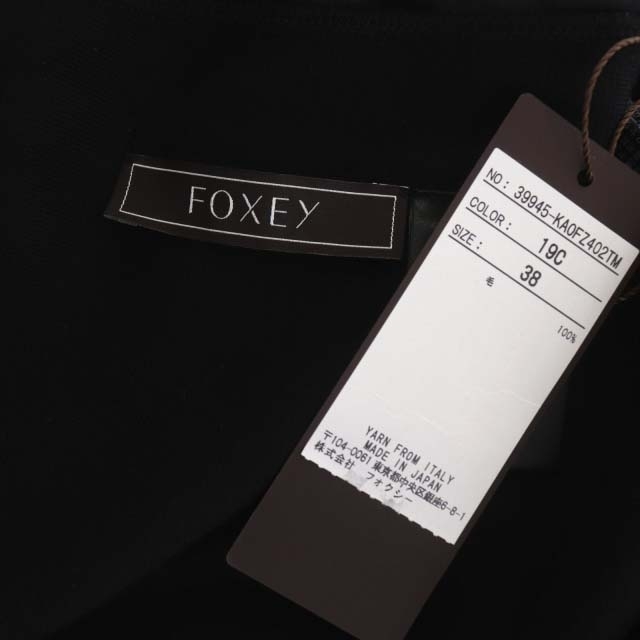 FOXEY
NO: 39945-KAOFZ402TM
COLOR: 19C
SIZE: 38
毛 100%
YARN FROM ITALY
MADE IN JAPAN
〒104-0061 東京都中央区銀座6-8-1
株式会社 フォクシー